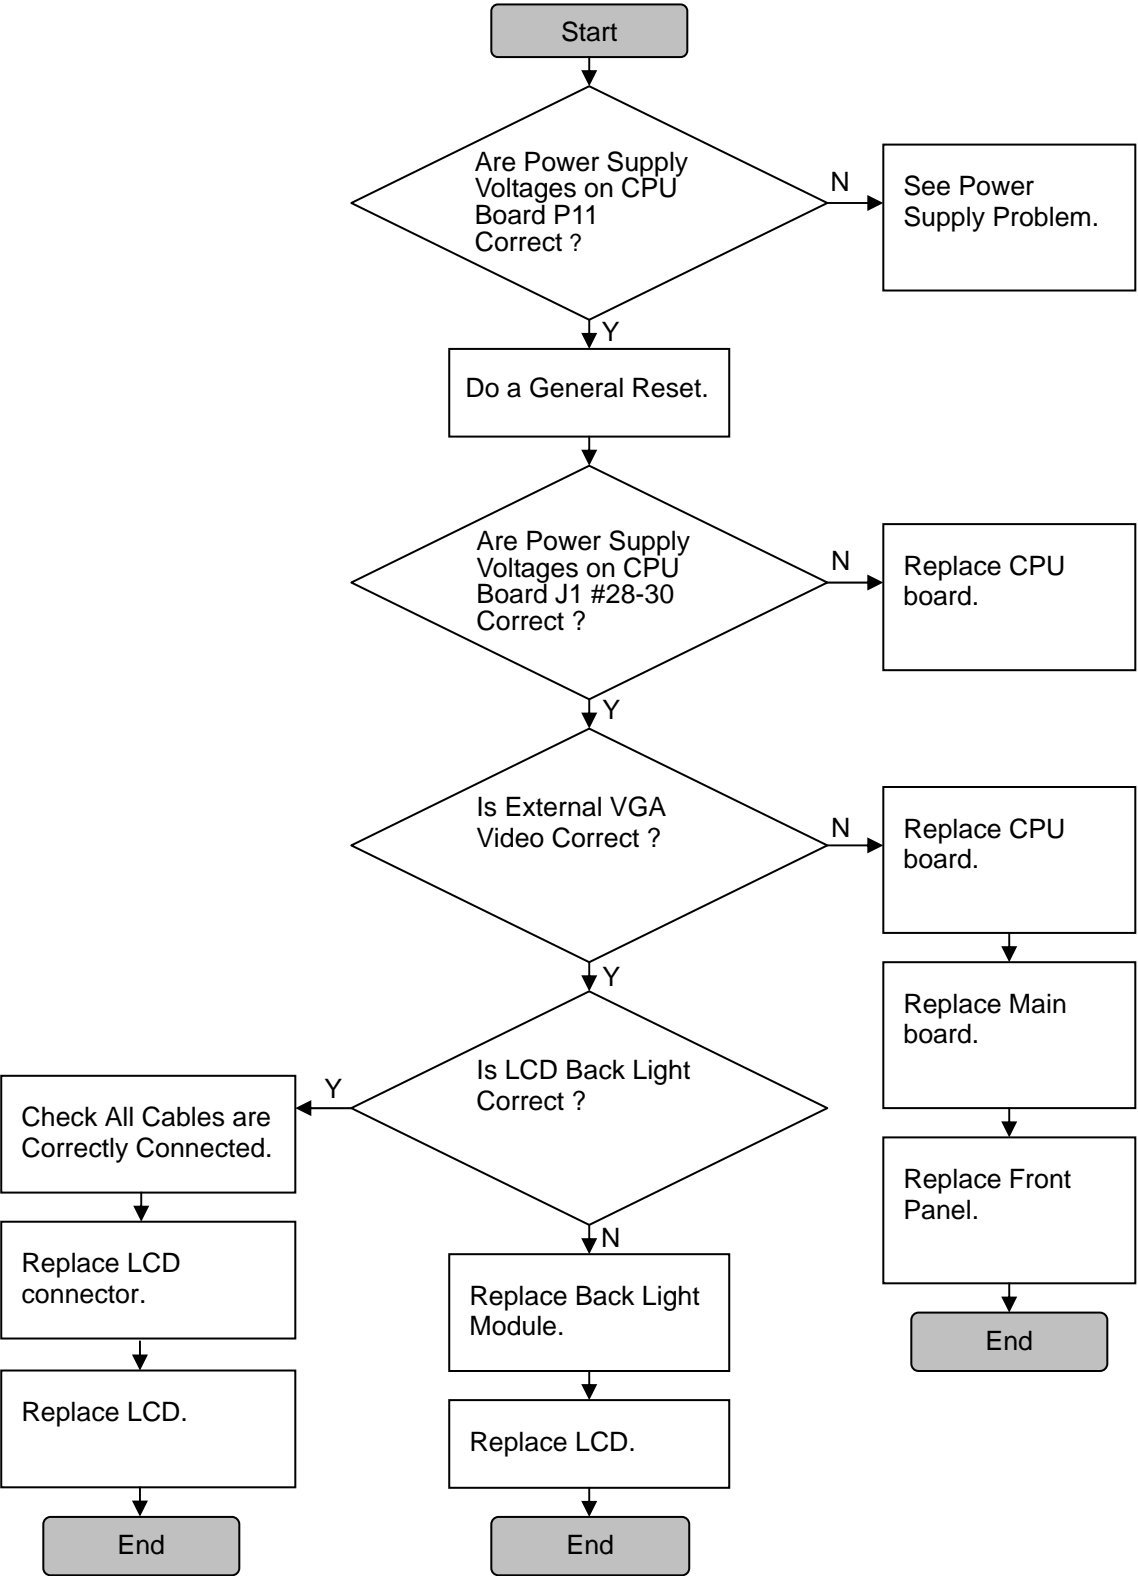 Start
Are Power Supply
Voltages on CPU
Board P11
Correct ?
N
See Power
Supply Problem.
Y
Do a General Reset.
Are Power Supply
Voltages on CPU
Board J1 #28-30
Correct ?
N
Replace CPU
board.
Y
Is External VGA
Video Correct ?
N
Replace CPU
board.
Y
Replace Main
board.
Is LCD Back Light
Correct ?
Y
Check All Cables are
Correctly Connected.
Replace Front
Panel.
N
Replace LCD
connector.
Replace Back Light
Module.
End
Replace LCD.
Replace LCD.
End
End